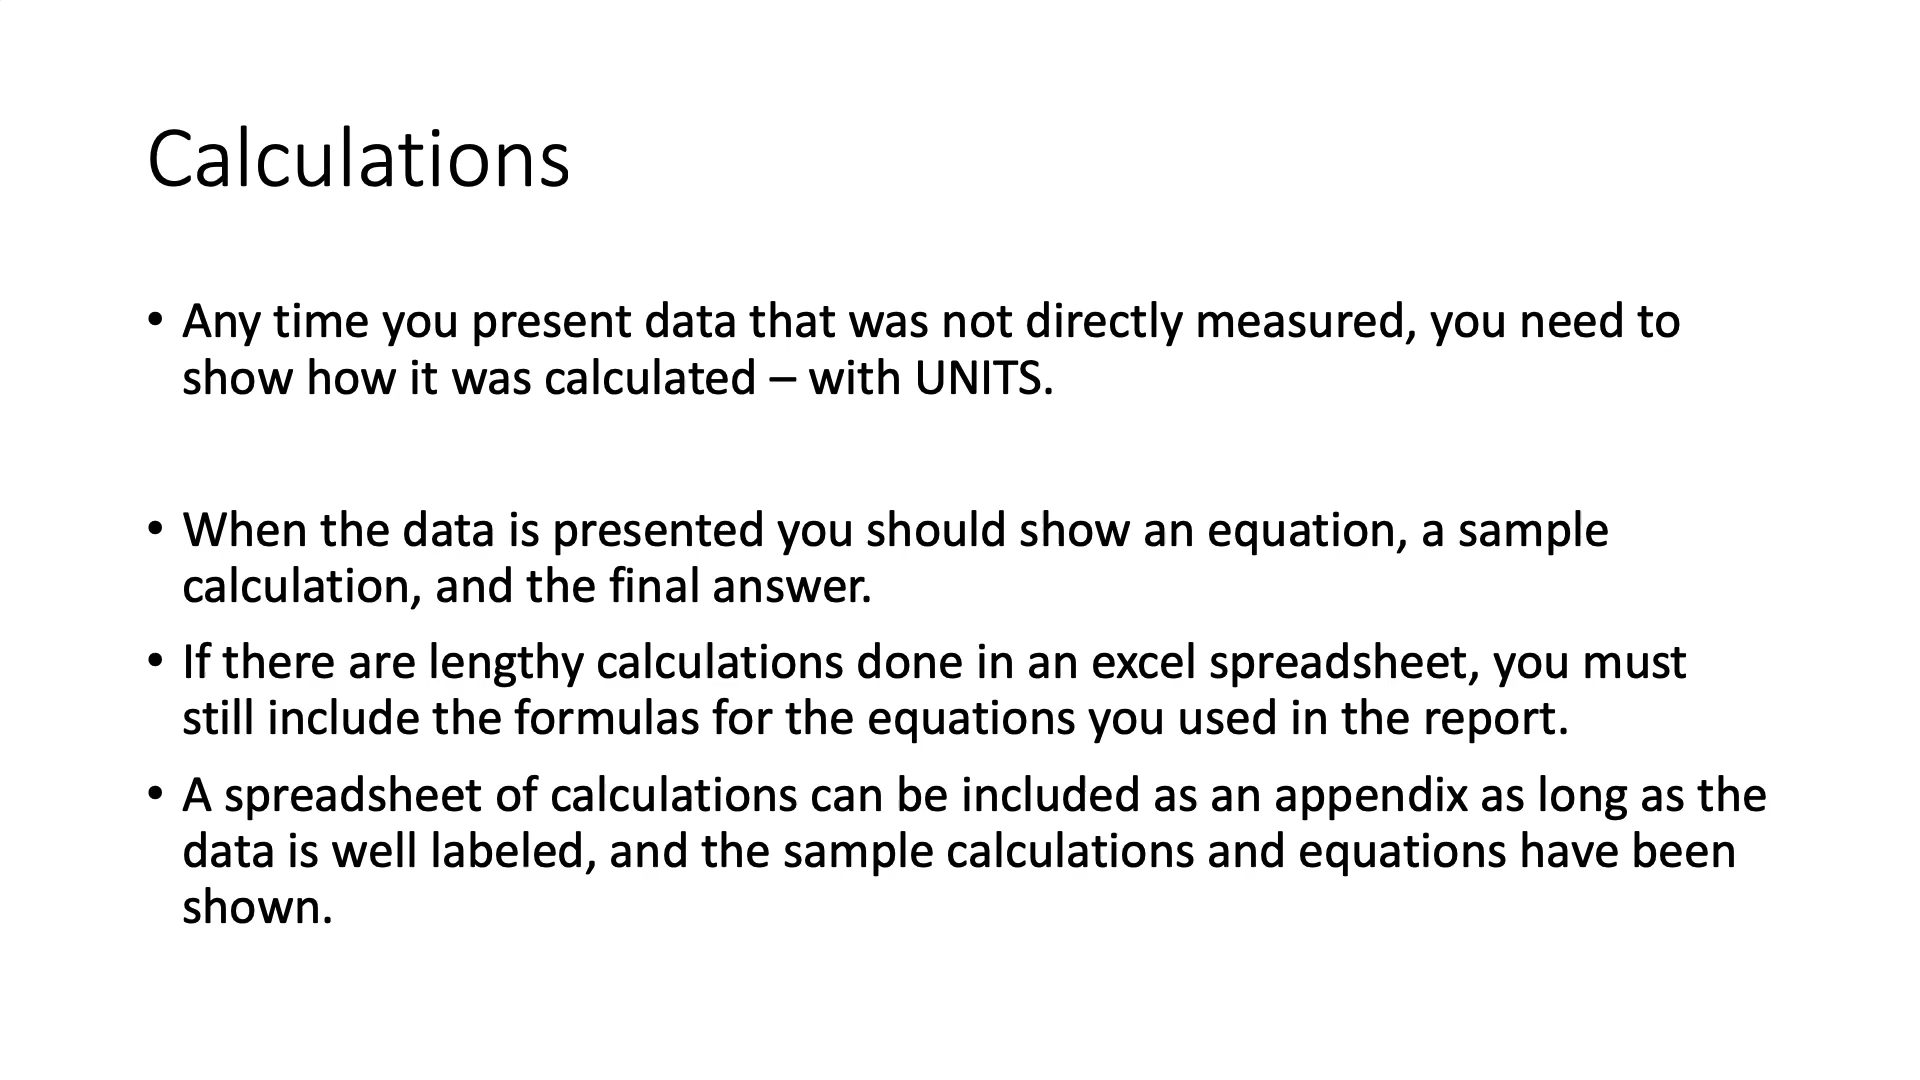 Calculations
• Any time you present data that was not directly measured, you need to
show how it was calculated – with UNITS.
• When the data is presented you should show an equation, a sample
calculation, and the final answer.
• If there are lengthy calculations done in an excel spreadsheet, you must
still include the formulas for the equations you used in the report.
• A spreadsheet of calculations can be included as an appendix as long as the
data is well labeled, and the sample calculations and equations have been
shown.